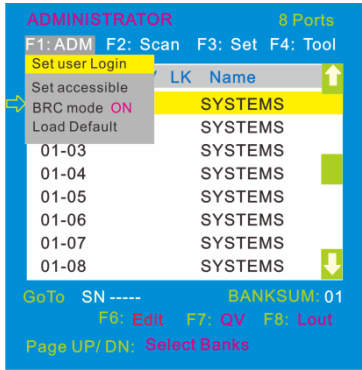 ADMINISTRATOR 8 Ports
F1: ADM F2: Scan F3: Set F4: Tool
Set user Login
LK Name
Set accessible
BRC mode ON SYSTEMS
Load Default SYSTEMS
01-03 SYSTEMS
01-04 SYSTEMS
01-05 SYSTEMS
01-06 SYSTEMS
01-07 SYSTEMS
01-08 SYSTEMS
GoTo SN ----- BANKSUM: 01
F6: Edit F7: QV F8: Lout
Page UP/ DN: Select Banks